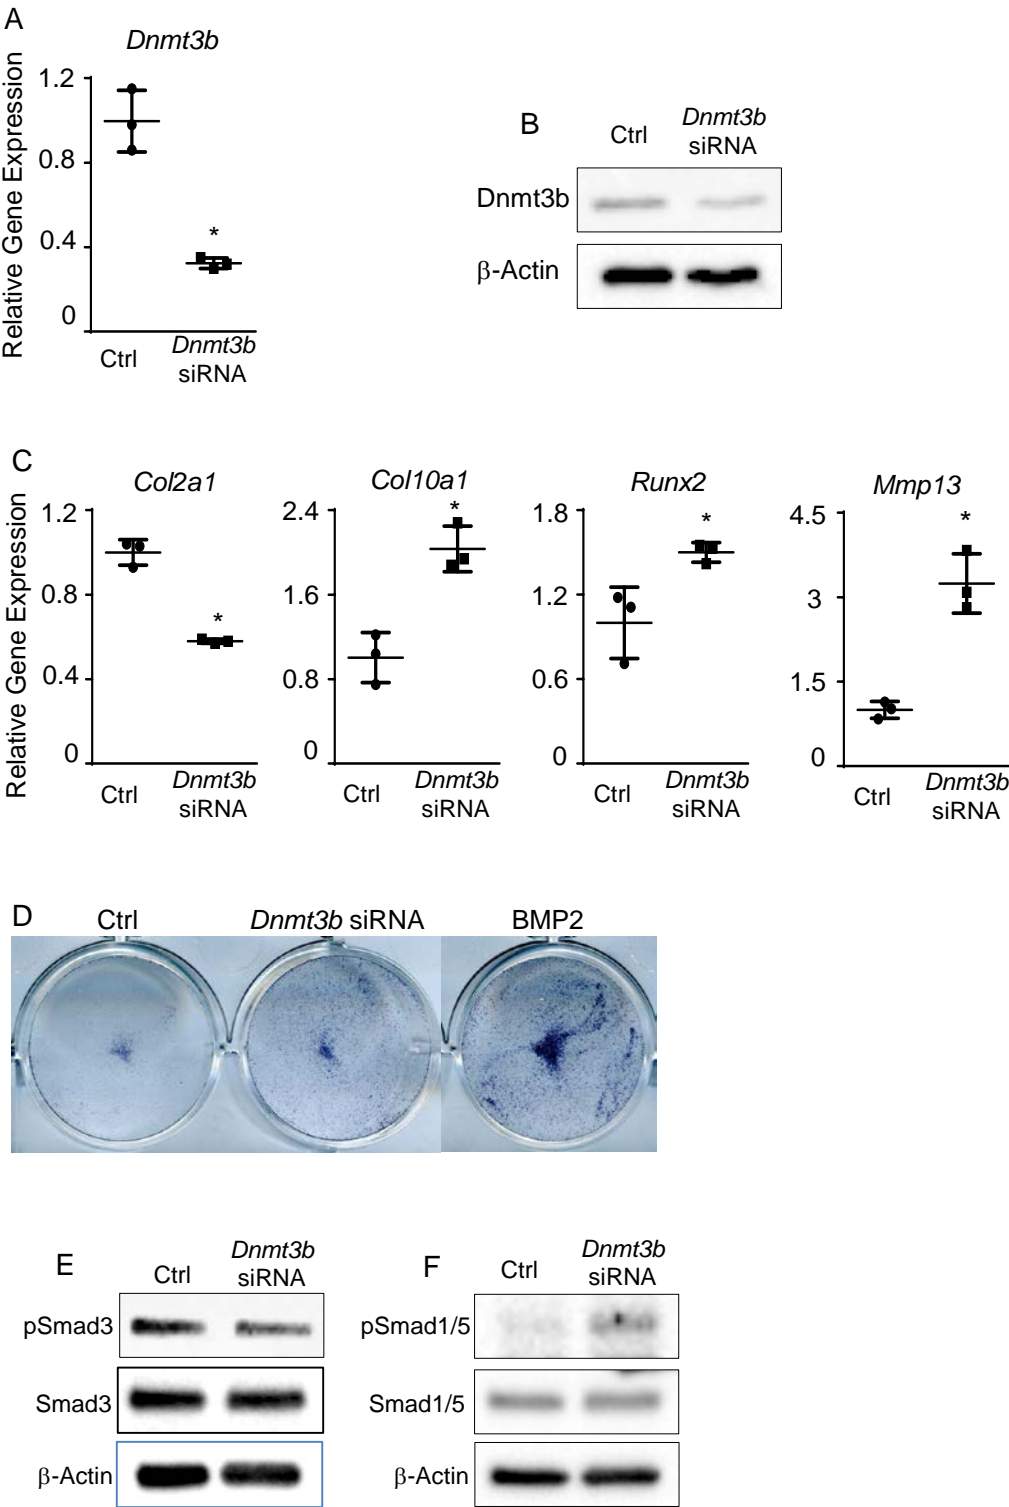 A
Dnmt3b
Relative Gene Expression
1.2
0.8
0.4
0
*
Ctrl
Dnmt3b
siRNA
B
Ctrl
Dnmt3b
siRNA
Dnmt3b
β-Actin
C
Relative Gene Expression
Col2a1
1.2
0.8
0.4
0
*
Ctrl
Dnmt3b
siRNA
Col10a1
2.4
1.6
0.8
0
*
Ctrl
Dnmt3b
siRNA
Runx2
1.8
1.2
0.6
0
*
Ctrl
Dnmt3b
siRNA
Mmp13
4.5
3
1.5
0
*
Ctrl
Dnmt3b
siRNA
D
Ctrl
Dnmt3b siRNA
BMP2
E
Ctrl
Dnmt3b
siRNA
pSmad3
Smad3
β-Actin
F
Ctrl
Dnmt3b
siRNA
pSmad1/5
Smad1/5
β-Actin